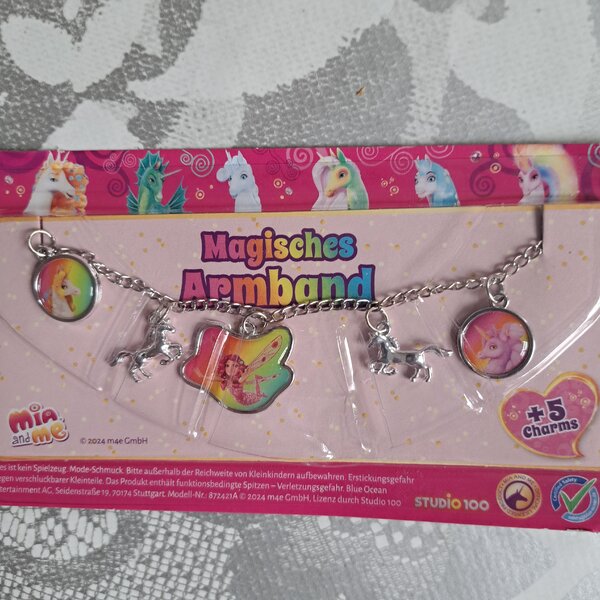 Magisches
Armband
Mia
and
me
© 2024 m4e GmbH
+5
Charms
es ist kein Spielzeug. Mode-Schmuck. Bitte außerhalb der Reichweite von Kleinkindern aufbewahren. Erstickungsgefahr
egen verschluckbarer Kleinteile. Das Produkt enthält funktionsbedingte Spitzen – Verletzungsgefahr. Blue Ocean
ntertainment AG, Seidenstraße 19, 70174 Stuttgart. Modell-Nr.: 872421A © 2024 m4e GmbH, Lizenz durch Studio 100
STUDIO 100